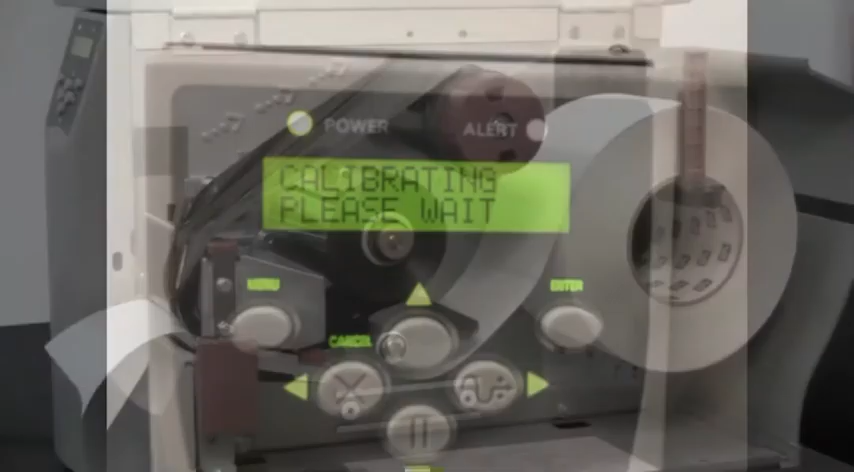 POWER ALERT
CALIBRATING
PLEASE WAIT
MENU ENTER
CANCEL